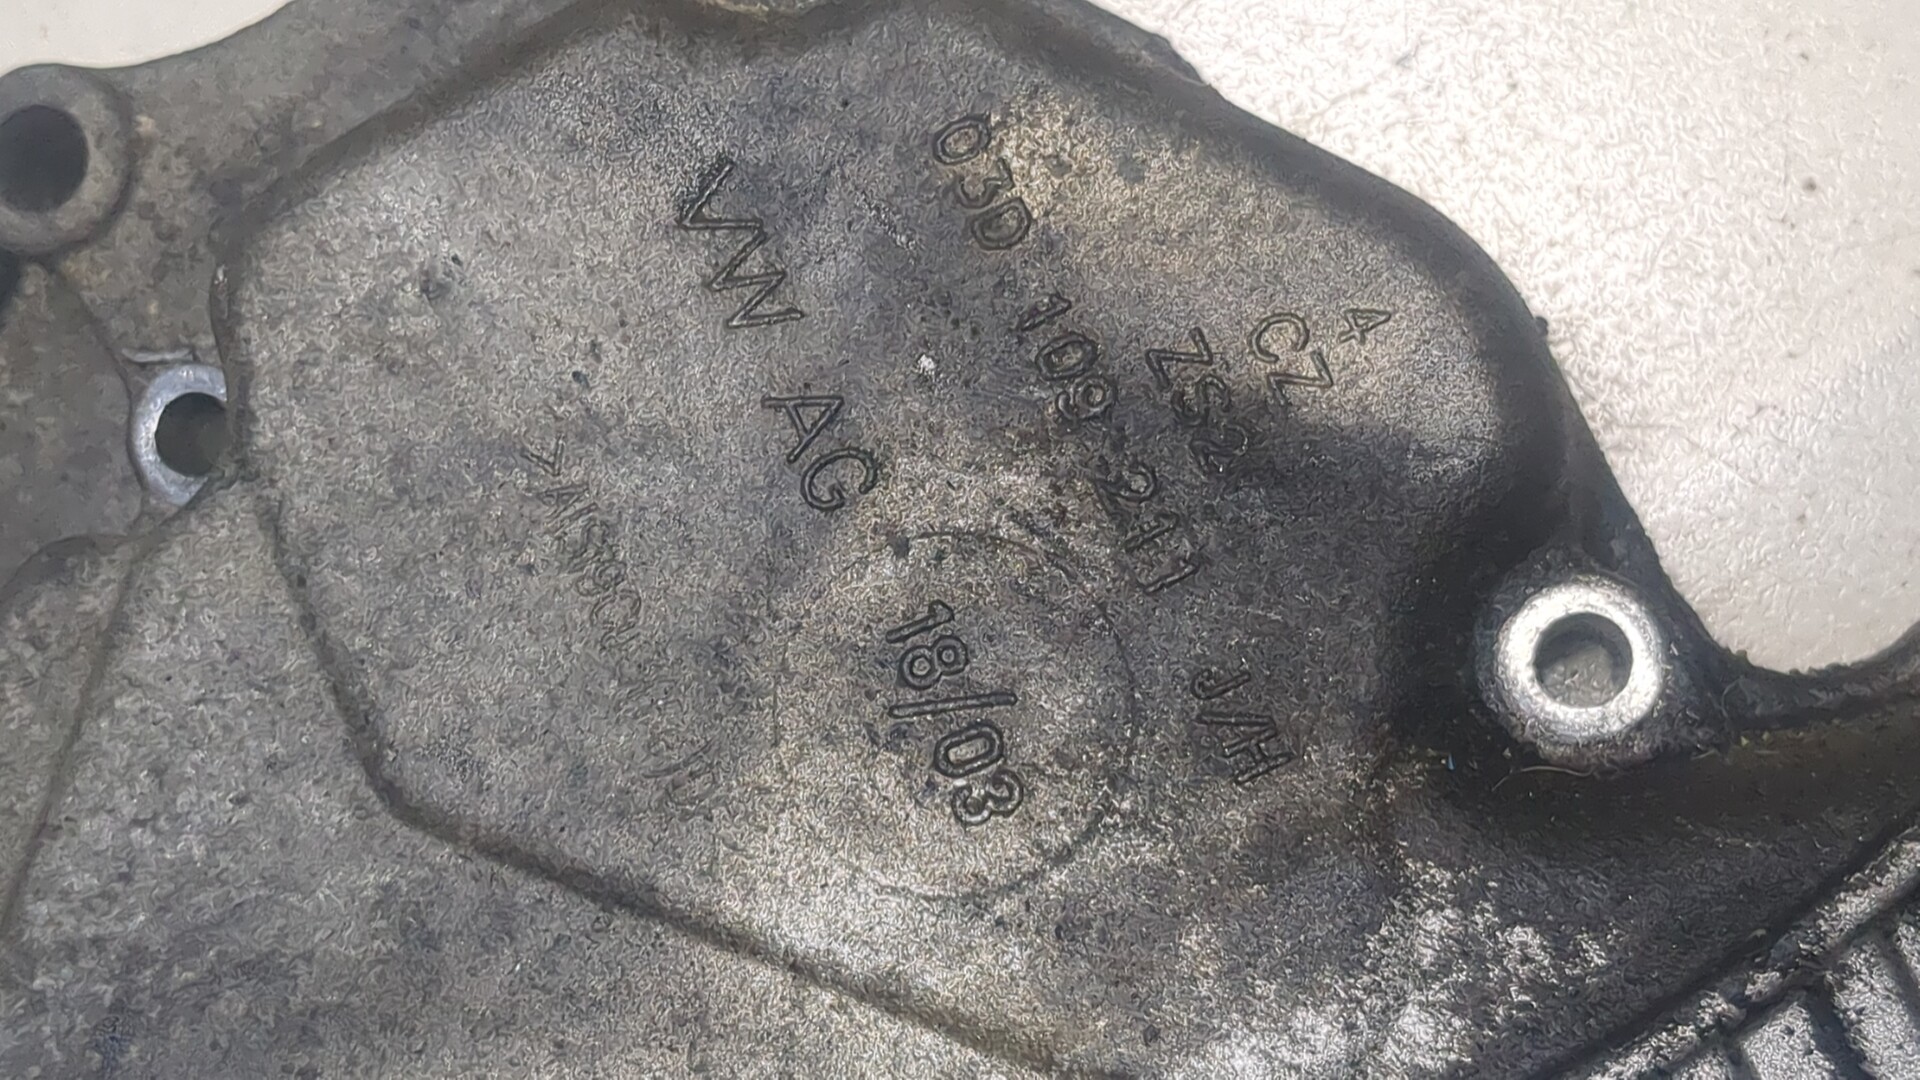 4
CZ
ZS2
03D 109 211
VW AG
J/H
18/03